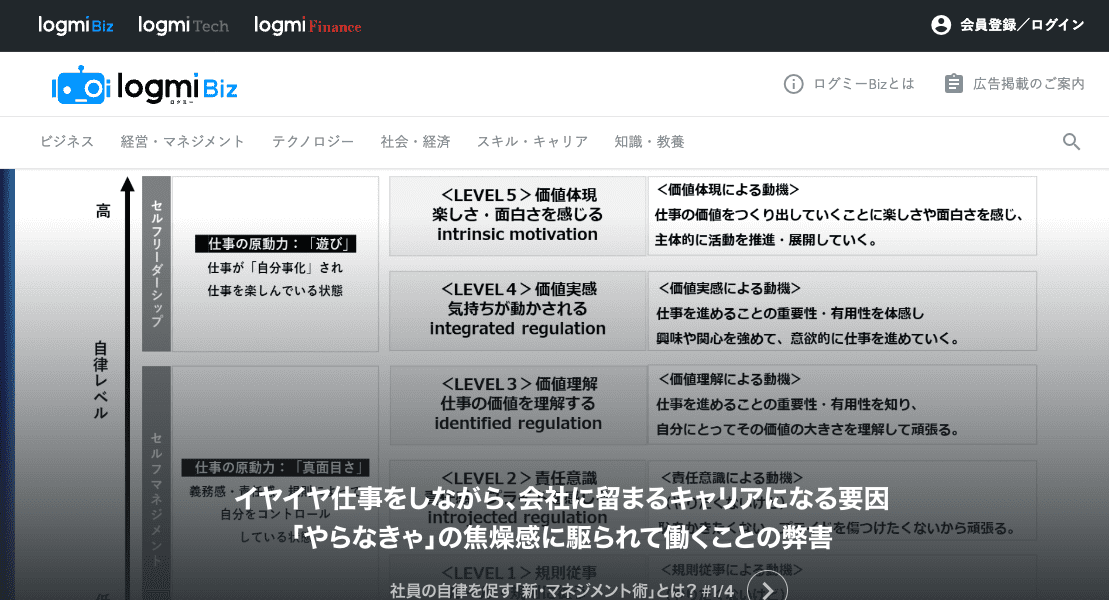 logmi Biz
logmi Tech
logmi Finance
会員登録／ログイン
logmi Biz
ログミー
ログミーBizとは
広告掲載のご案内
ビジネス
経営・マネジメント
テクノロジー
社会・経済
スキル・キャリア
知識・教養
高
自律レベル
低
セルフリーダーシップ
仕事の原動力：「遊び」
仕事が「自分事化」され
仕事を楽しんでいる状態
＜LEVEL５＞価値体現
楽しさ・面白さを感じる
intrinsic motivation
＜価値体現による動機＞
仕事の価値をつくり出していくことに楽しさや面白さを感じ、
主体的に活動を推進・展開していく。
＜LEVEL４＞価値実感
気持ちが動かされる
integrated regulation
＜価値実感による動機＞
仕事を進めることの重要性・有用性を体感し
興味や関心を強めて、意欲的に仕事を進めていく。
セルフマネジメント
仕事の原動力：「真面目さ」
自分をコントロール
している状態
＜LEVEL３＞価値理解
仕事の価値を理解する
identified regulation
＜価値理解による動機＞
仕事を進めることの重要性・有用性を知り、
自分にとってその価値の大きさを理解して頑張る。
＜LEVEL２＞責任意識
introjected regulation
＜責任意識による動機＞
を傷つけたくないから頑張る。
＜LEVEL１＞規則従事
＜規則従事による動機＞
イヤイヤ仕事をしながら、会社に留まるキャリアになる要因
「やらなきゃ」の焦燥感に駆られて働くことの弊害
社員の自律を促す「新・マネジメント術」とは？ #1/4